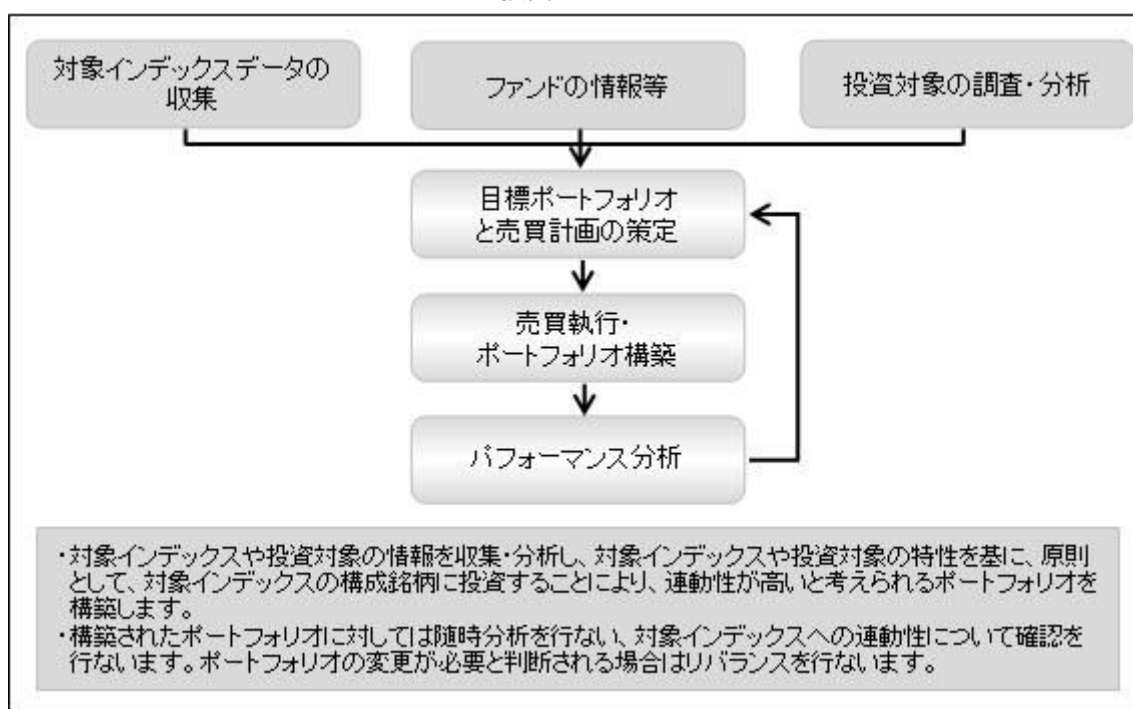 対象インデックスデータの
収集
ファンドの情報等
投資対象の調査・分析
目標ポートフォリオ
と売買計画の策定
売買執行・
ポートフォリオ構築
パフォーマンス分析
・対象インデックスや投資対象の情報を収集・分析し、対象インデックスや投資対象の特性を基に、原則
として、対象インデックスの構成銘柄に投資することにより、連動性が高いと考えられるポートフォリオを
構築します。
・構築されたポートフォリオに対しては随時分析を行ない、対象インデックスへの連動性について確認を
行ないます。ポートフォリオの変更が必要と判断される場合はリバランスを行ないます。